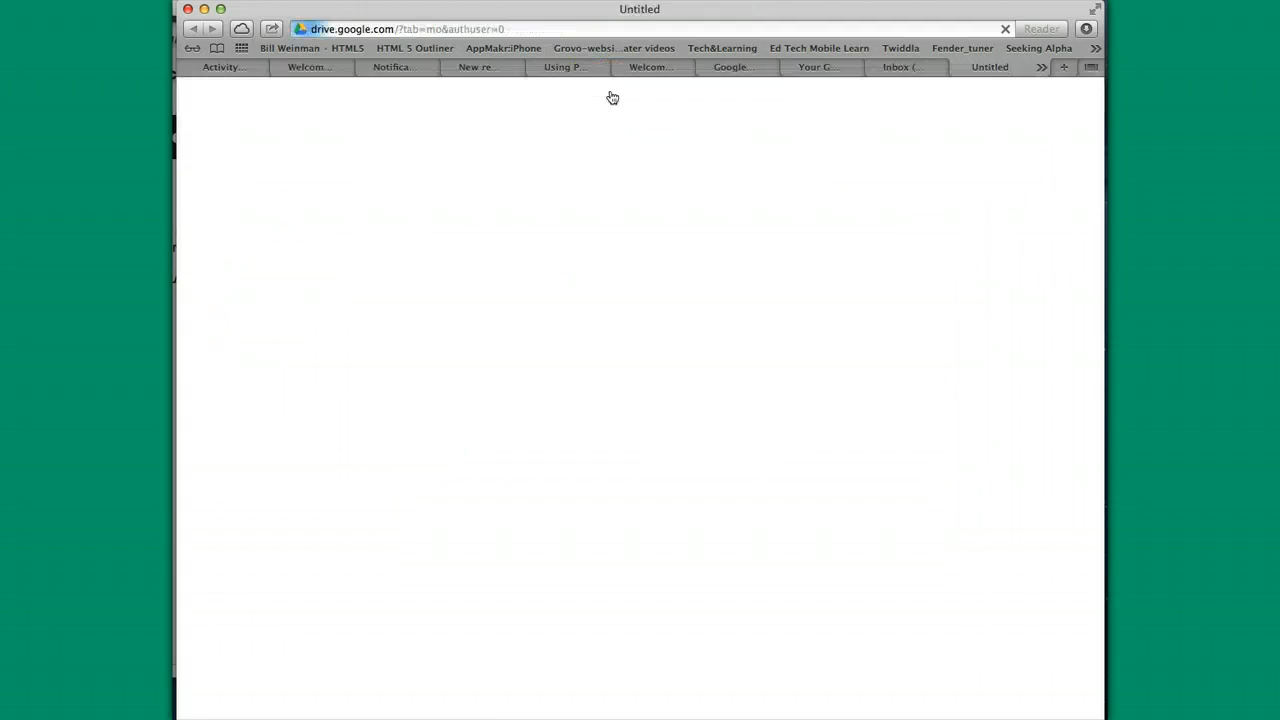 Untitled
drive.google.com/?tab=mo&authuser=0
Reader
Bill Weinman - HTML5 HTML 5 Outliner AppMakr:iPhone Grovo-websi...ater videos Tech&Learning Ed Tech Mobile Learn Twiddla Fender_tuner Seeking Alpha
Activity... Welcom... Notifica... New re... Using P... Welcom... Google... Your G... Inbox (... Untitled